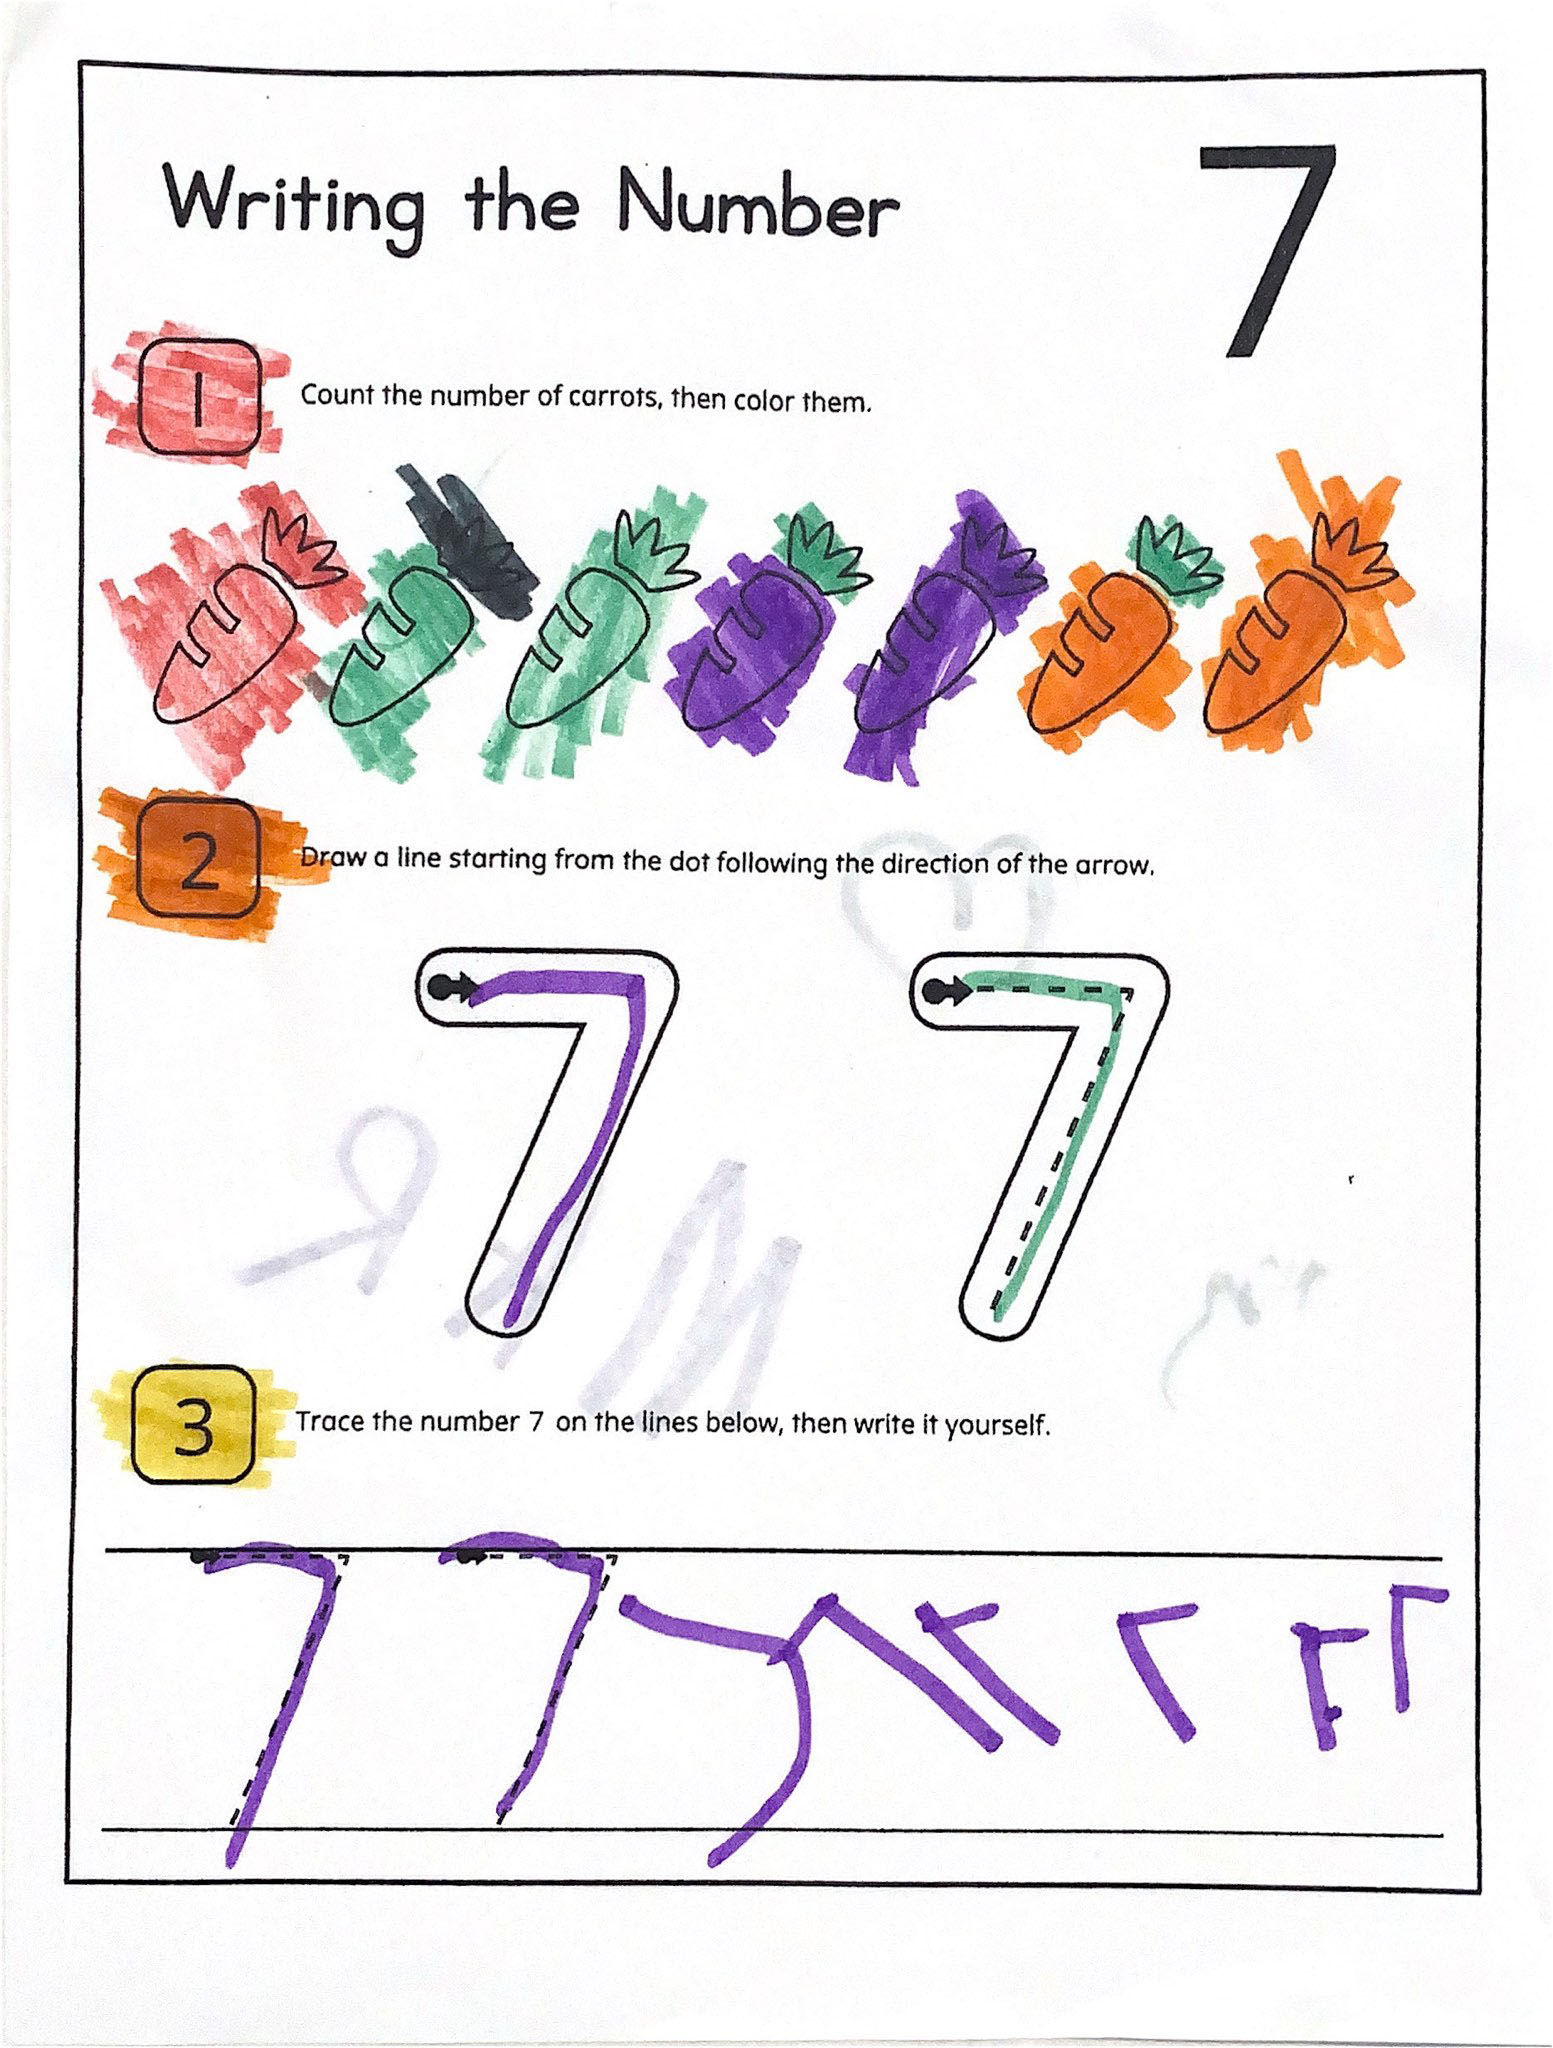 Writing the Number 7
1 Count the number of carrots, then color them.
2 Draw a line starting from the dot following the direction of the arrow.
7 7
3 Trace the number 7 on the lines below, then write it yourself.
7 7